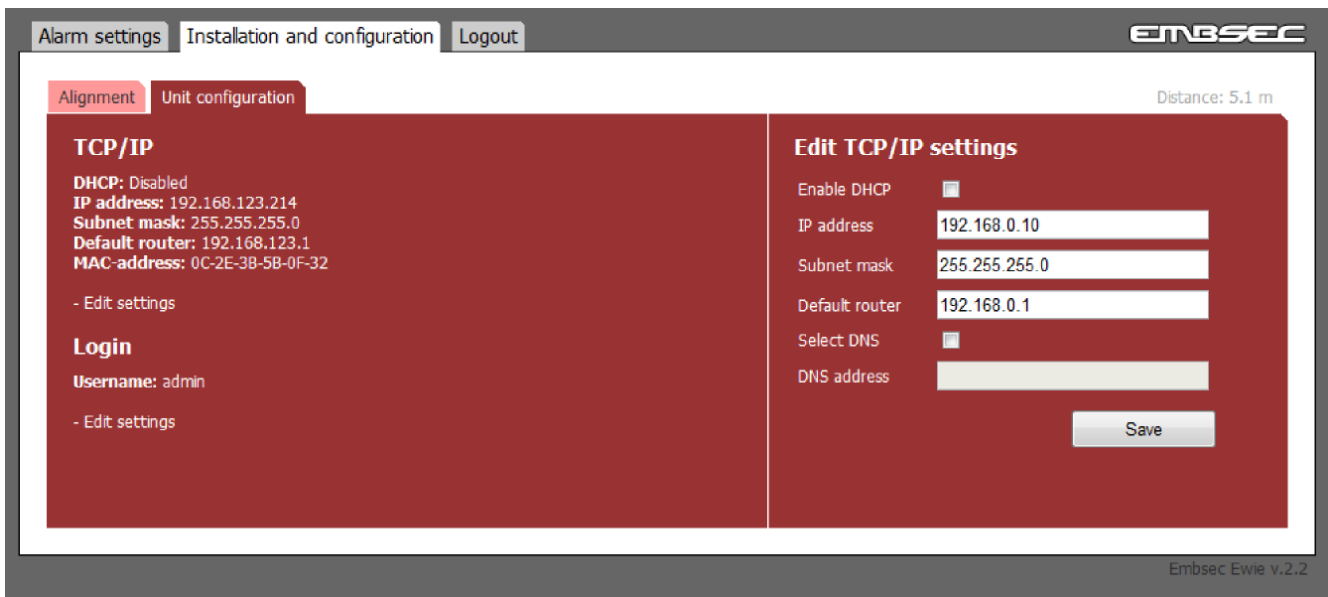 Alarm settings Installation and configuration Logout EMBSEC
Alignment Unit configuration Distance: 5.1 m
TCP/IP
DHCP: Disabled
IP address: 192.168.123.214
Subnet mask: 255.255.255.0
Default router: 192.168.123.1
MAC-address: 0C-2E-3B-5B-0F-32
- Edit settings
Login
Username: admin
- Edit settings
Edit TCP/IP settings
Enable DHCP
IP address 192.168.0.10
Subnet mask 255.255.255.0
Default router 192.168.0.1
Select DNS
DNS address
Save
Embsec Ewie v.2.2